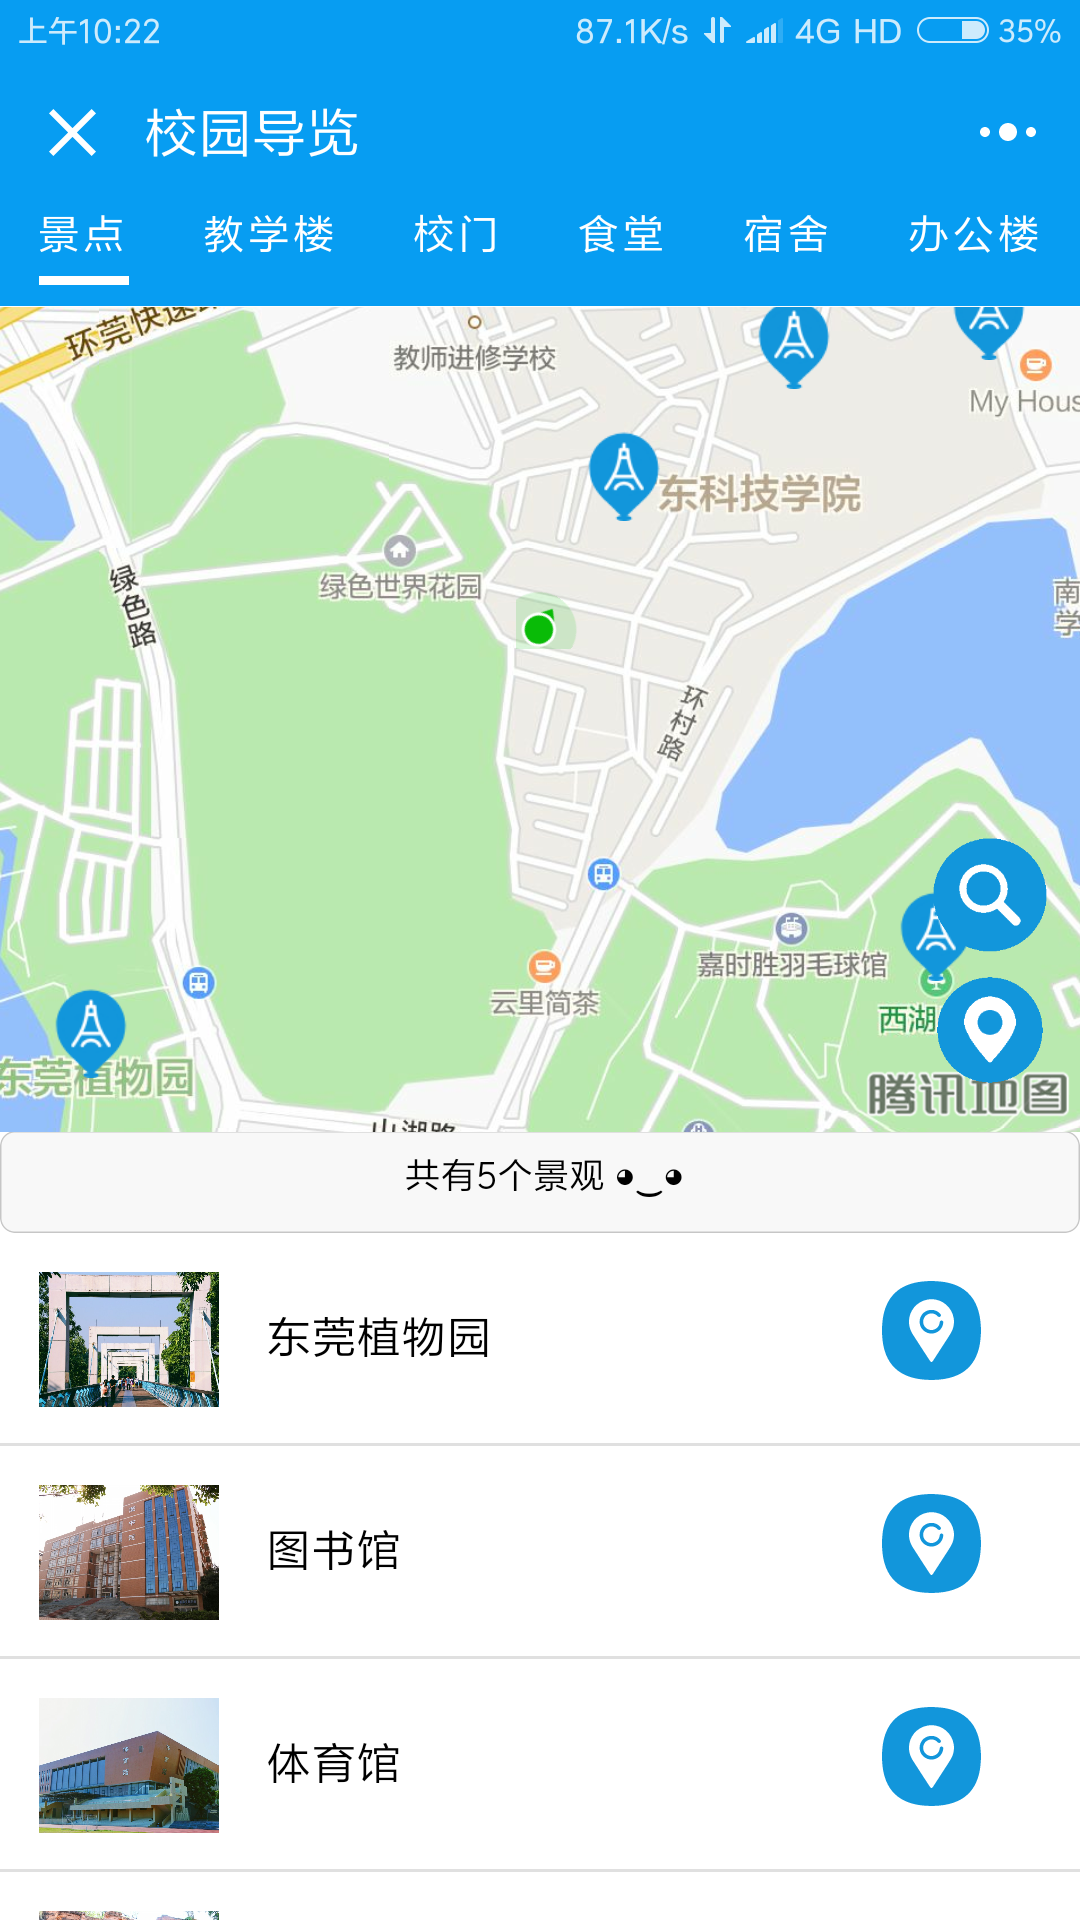 上午10:22
87.1K/s 4G HD 35%
校园导览
景点 教学楼 校门 食堂 宿舍 办公楼
环莞快速
教师进修学校
My Hous
东科技学院
绿色世界花园
绿色路
南
学
环村路
嘉时胜羽毛球馆
云里简茶
西湖
东莞植物园
腾讯地图
山湖路
共有5个景观
东莞植物园
图书馆
体育馆